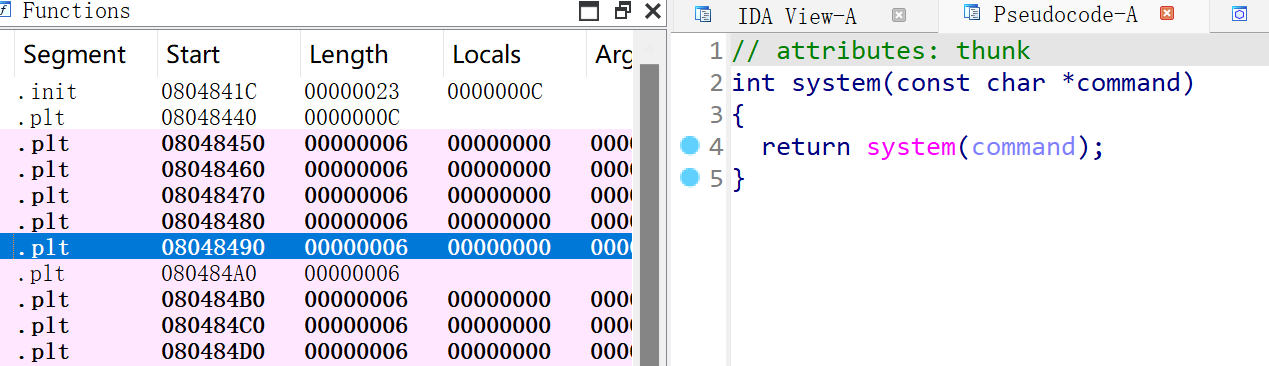 Functions
Segment Start Length Locals Arg
.init 0804841C 00000023 0000000C
.plt 08048440 0000000C
.plt 08048450 00000006 00000000 000
.plt 08048460 00000006 00000000 000
.plt 08048470 00000006 00000000 000
.plt 08048480 00000006 00000000 000
.plt 08048490 00000006 00000000 000
.plt 080484A0 00000006
.plt 080484B0 00000006 00000000 000
.plt 080484C0 00000006 00000000 000
.plt 080484D0 00000006 00000000 000
IDA View-A Pseudocode-A
1 // attributes: thunk
2 int system(const char *command)
3 {
4   return system(command);
5 }